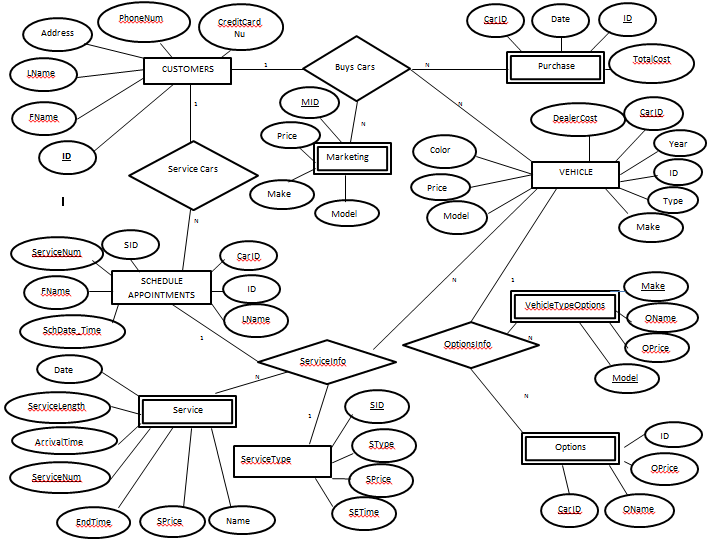 PhoneNum
CreditCard
Nu
Address
CarID
Date
ID
CUSTOMERS
1
Buys Cars
N
Purchase
TotalCost
LName
MID
N
DealerCost
CarID
FName
1
N
Price
Marketing
Color
Year
ID
Service Cars
VEHICLE
ID
Make
Price
Type
Model
Model
Make
N
ServiceNum
SID
CarID
SCHEDULE
APPOINTMENTS
FName
ID
N
1
Make
VehicleTypeOptions
OName
LName
SchDate_Time
1
ServiceInfo
OptionsInfo
N
OPrice
Date
N
Model
ServiceLength
Service
SID
N
ArrivalTime
1
SType
Options
ID
ServiceType
OPrice
ServiceNum
SPrice
EndTime
SPrice
Name
SETime
CarID
OName